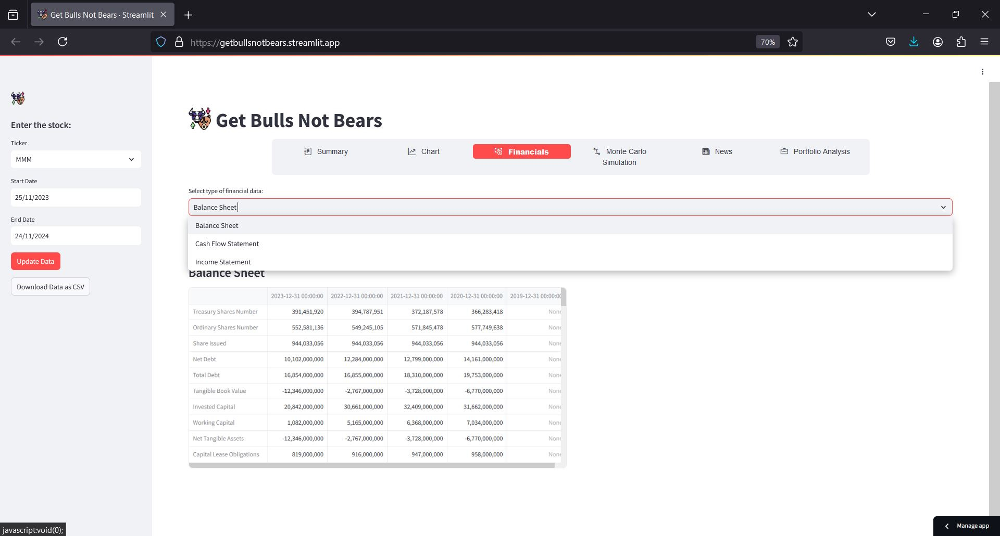 Get Bulls Not Bears · Streamlit
https://getbullsnotbears.streamlit.app
70%
Enter the stock:
Ticker
MMM
Start Date
25/11/2023
End Date
24/11/2024
Update Data
Download Data as CSV
Get Bulls Not Bears
Summary
Chart
Financials
Monte Carlo
Simulation
News
Portfolio Analysis
Select type of financial data:
Balance Sheet
Balance Sheet
Cash Flow Statement
Income Statement
Balance Sheet
2023-12-31 00:00:00 2022-12-31 00:00:00 2021-12-31 00:00:00 2020-12-31 00:00:00 2019-12-31 00:00:00
Treasury Shares Number 391,451,920 394,787,951 372,187,578 366,283,418 None
Ordinary Shares Number 552,581,136 549,245,105 571,845,478 577,749,638 None
Share Issued 944,033,056 944,033,056 944,033,056 944,033,056 None
Net Debt 10,102,000,000 12,284,000,000 12,799,000,000 14,161,000,000 None
Total Debt 16,854,000,000 16,855,000,000 18,310,000,000 19,753,000,000 None
Tangible Book Value -12,346,000,000 -2,767,000,000 -3,728,000,000 -6,770,000,000 None
Invested Capital 20,842,000,000 30,661,000,000 32,409,000,000 31,662,000,000 None
Working Capital 1,082,000,000 5,165,000,000 6,368,000,000 7,034,000,000 None
Net Tangible Assets -12,346,000,000 -2,767,000,000 -3,728,000,000 -6,770,000,000 None
Capital Lease Obligations 819,000,000 916,000,000 947,000,000 958,000,000 None
Manage app
javascript:void(0);